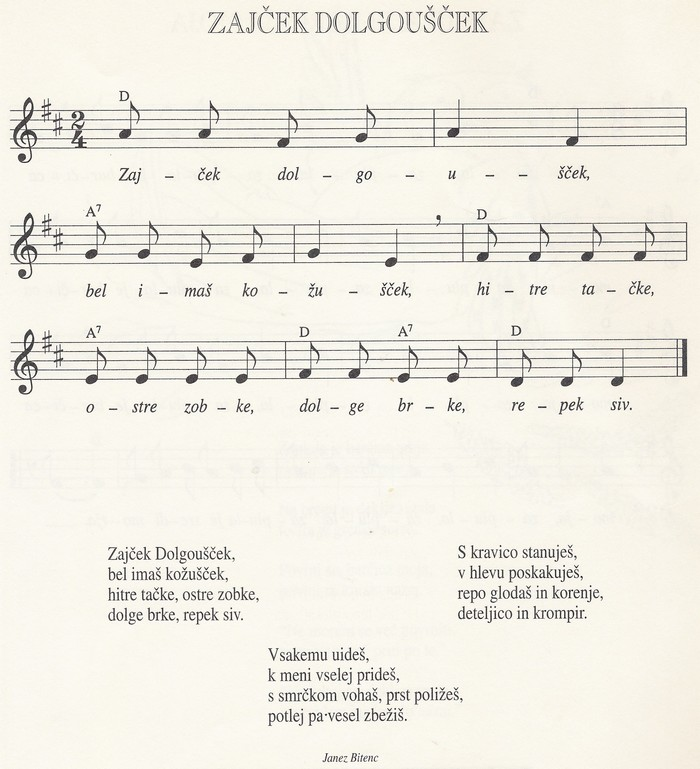 ZAJČEK DOLGOUŠČEK
D
2
4
Zaj – ček dol – go – u – – šček,
A7 D
bel i – maš ko – žu – šček, hi – tre ta – čke,
A7 D A7 D
o – stre zob – ke, dol – ge br – ke, re – pek siv.
Zajček Dolgoušček,
bel imaš kožušček,
hitre tačke, ostre zobke,
dolge brke, repek siv.
S kravico stanuješ,
v hlevu poskakuješ,
repo glodaš in korenje,
deteljico in krompir.
Vsakemu uideš,
k meni vselej prideš,
s smrčkom vohaš, prst poližeš,
potlej pa·vesel zbežiš.
Janez Bitenc